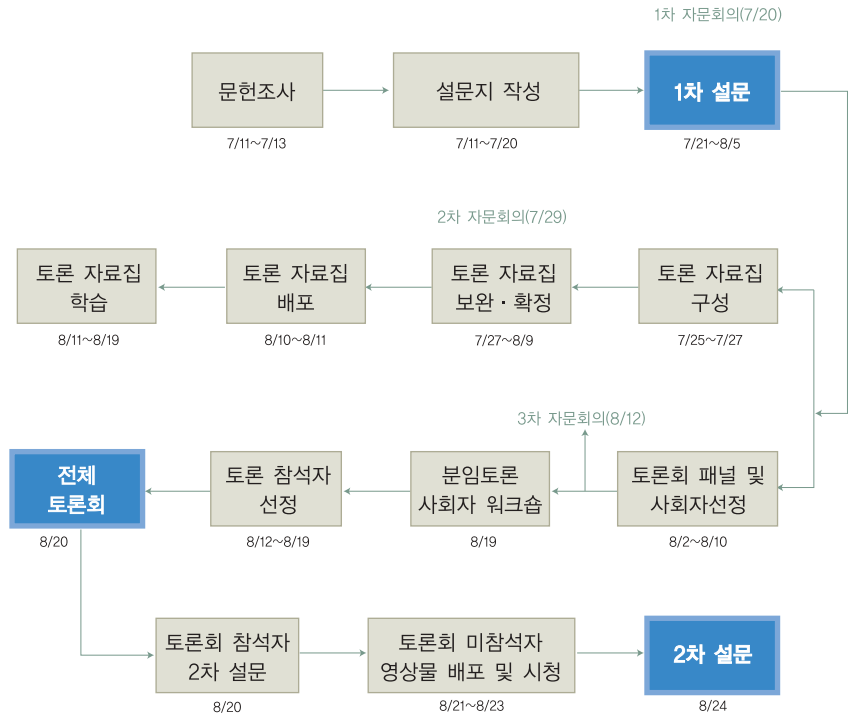 1차 자문회의(7/20)
문헌조사
7/11~7/13
설문지 작성
7/11~7/20
1차 설문
7/21~8/5
2차 자문회의(7/29)
토론 자료집
학습
8/11~8/19
토론 자료집
배포
8/10~8/11
토론 자료집
보완·확정
7/27~8/9
토론 자료집
구성
7/25~7/27
3차 자문회의(8/12)
전체
토론회
8/20
토론 참석자
선정
8/12~8/19
분임토론
사회자 워크숍
8/19
토론회 패널 및
사회자선정
8/2~8/10
토론회 참석자
2차 설문
8/20
토론회 미참석자
영상물 배포 및 시청
8/21~8/23
2차 설문
8/24